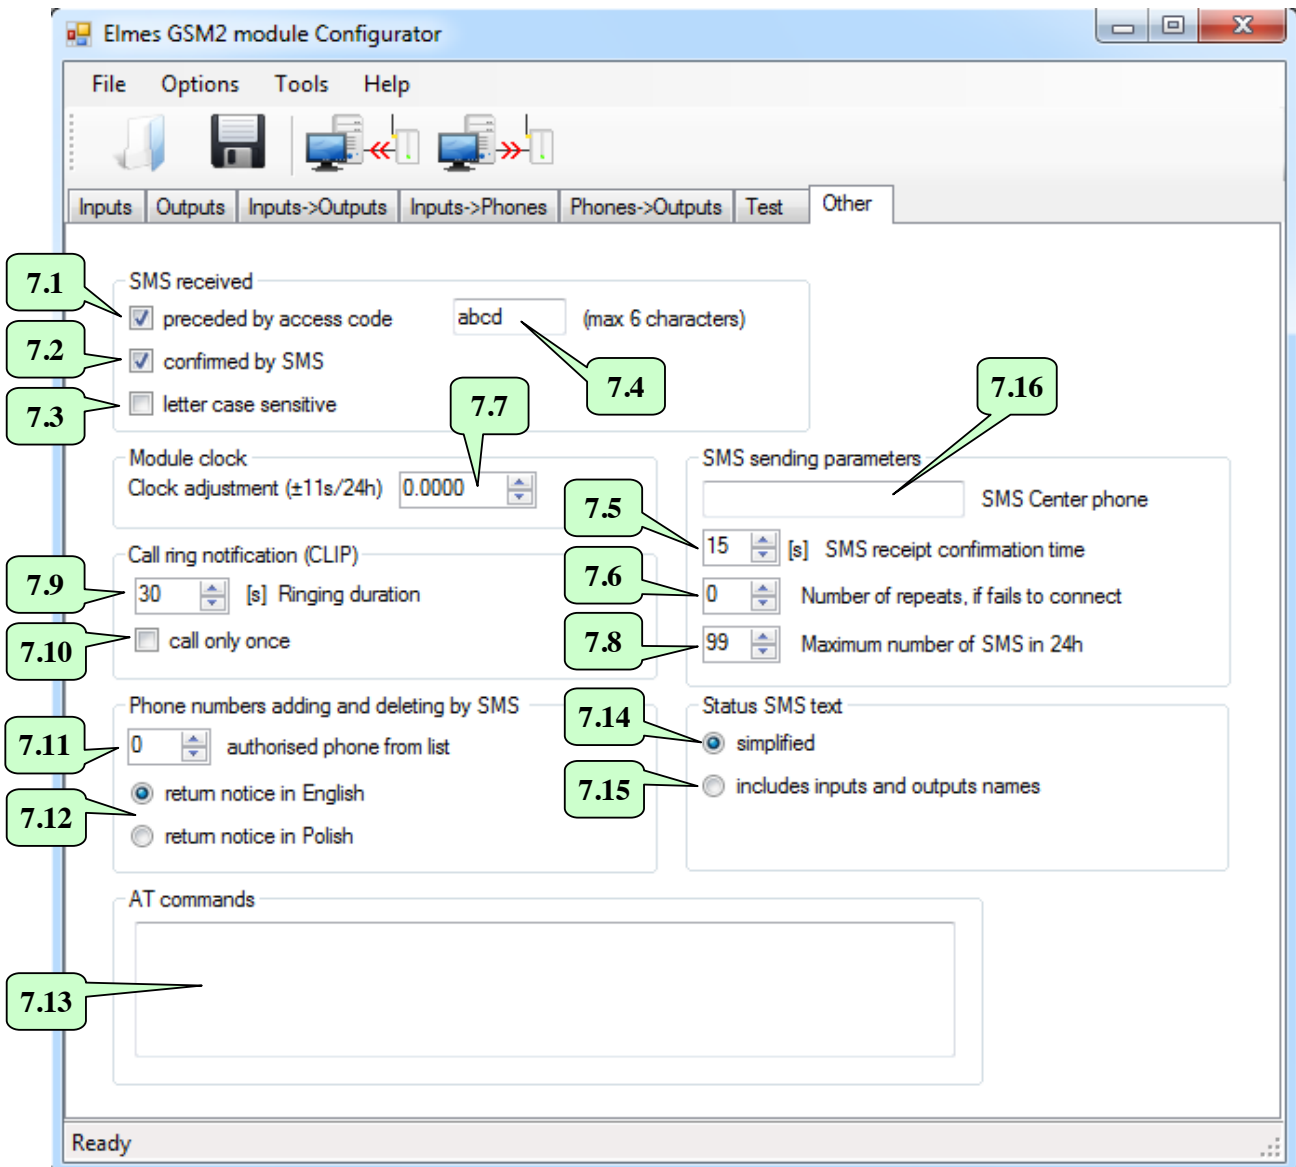 Elmes GSM2 module Configurator
File Options Tools Help
Inputs Outputs Inputs->Outputs Inputs->Phones Phones->Outputs Test Other
7.1
SMS received
preceded by access code abcd (max 6 characters)
7.2
confirmed by SMS
7.4
7.16
7.3
letter case sensitive
7.7
Module clock
Clock adjustment (±11s/24h) 0.0000
SMS sending parameters
SMS Center phone
7.5
15 [s] SMS receipt confirmation time
Call ring notification (CLIP)
7.9
30 [s] Ringing duration
7.6
0 Number of repeats, if fails to connect
7.10
call only once
7.8
99 Maximum number of SMS in 24h
Phone numbers adding and deleting by SMS
7.11
0 authorised phone from list
7.12
return notice in English
return notice in Polish
Status SMS text
7.14
simplified
7.15
includes inputs and outputs names
AT commands
7.13
Ready